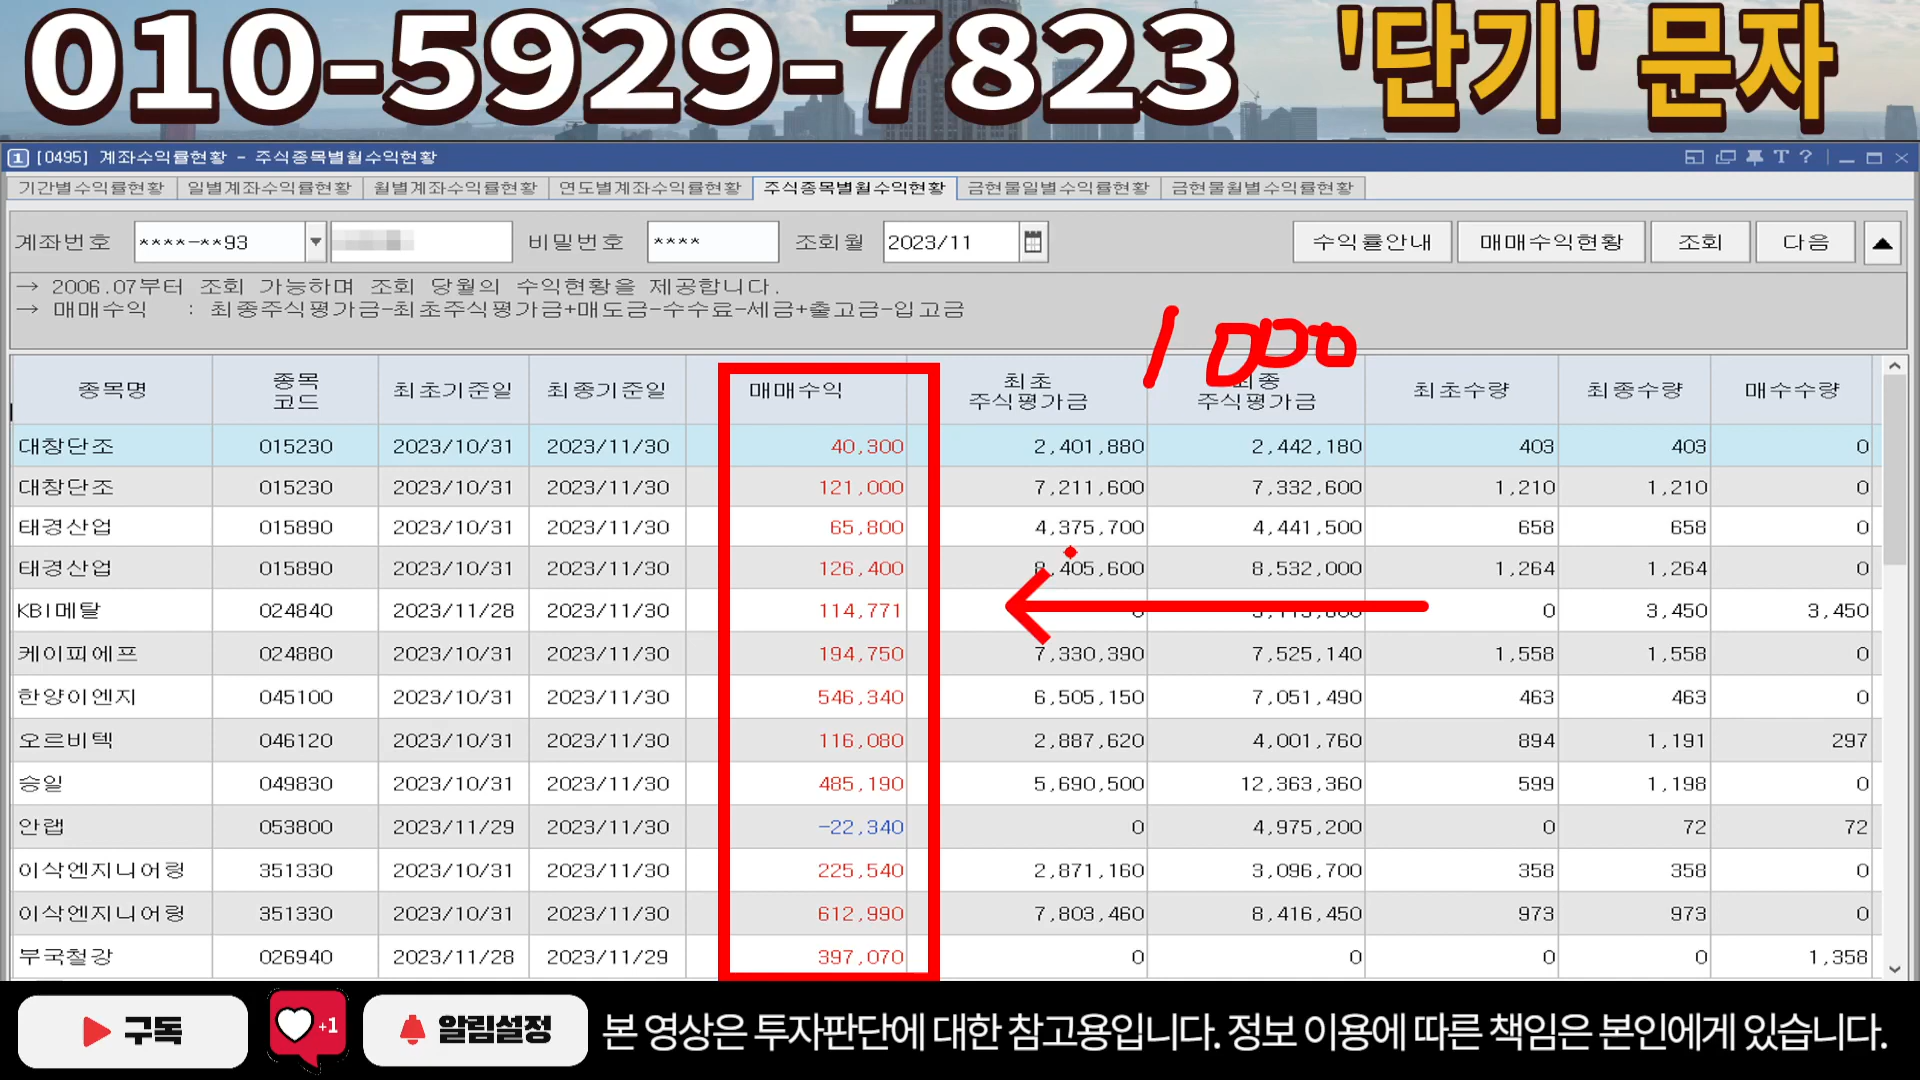 010-5929-7823 '단기' 문자
1 [0495] 계좌수익률현황 - 주식종목별월수익현황
기간별수익률현황 일별계좌수익률현황 월별계좌수익률현황 연도별계좌수익률현황 주식종목별월수익현황 금현물일별수익률현황 금현물월별수익률현황
계좌번호 ****-**93 비밀번호 **** 조회월 2023/11 수익률안내 매매수익현황 조회 다음
→ 2006.07부터 조회 가능하며 조회 당월의 수익현황을 제공합니다.
→ 매매수익 : 최종주식평가금-최초주식평가금+매도금-수수료-세금+출고금-입고금
1000
종목명 종목코드 최초기준일 최종기준일 매매수익 최초주식평가금 최종주식평가금 최초수량 최종수량 매수수량
대창단조 015230 2023/10/31 2023/11/30 40,300 2,401,880 2,442,180 403 403 0
대창단조 015230 2023/10/31 2023/11/30 121,000 7,211,600 7,332,600 1,210 1,210 0
태경산업 015890 2023/10/31 2023/11/30 65,800 4,375,700 4,441,500 658 658 0
태경산업 015890 2023/10/31 2023/11/30 126,400 8,405,600 8,532,000 1,264 1,264 0
KBI메탈 024840 2023/11/28 2023/11/30 114,771 0 0 3,450 3,450
케이피에프 024880 2023/10/31 2023/11/30 194,750 7,330,390 7,525,140 1,558 1,558 0
한양이엔지 045100 2023/10/31 2023/11/30 546,340 6,505,150 7,051,490 463 463 0
오르비텍 046120 2023/10/31 2023/11/30 116,080 2,887,620 4,001,760 894 1,191 297
승일 049830 2023/10/31 2023/11/30 485,190 5,690,500 12,363,360 599 1,198 0
안랩 053800 2023/11/29 2023/11/30 -22,340 0 4,975,200 0 72 72
이삭엔지니어링 351330 2023/10/31 2023/11/30 225,540 2,871,160 3,096,700 358 358 0
이삭엔지니어링 351330 2023/10/31 2023/11/30 612,990 7,803,460 8,416,450 973 973 0
부국철강 026940 2023/11/28 2023/11/29 397,070 0 0 0 0 1,358
구독 +1 알림설정 본 영상은 투자판단에 대한 참고용입니다. 정보 이용에 따른 책임은 본인에게 있습니다.